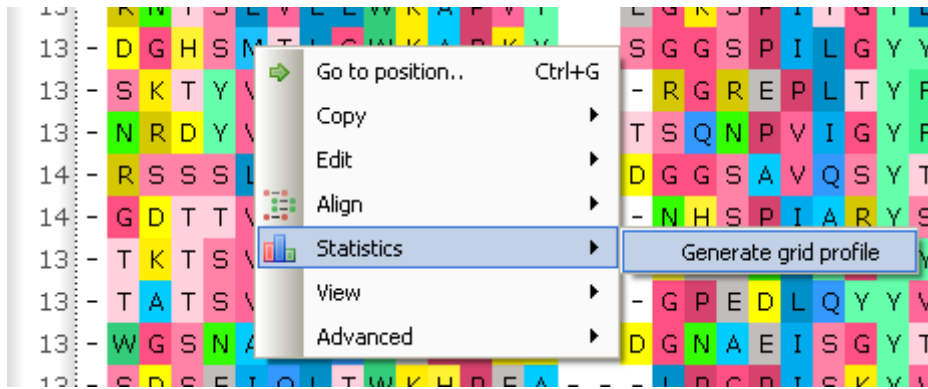 13 - D G H S M S G G S P I L G Y Y
Go to position.. Ctrl+G
13 - S K T Y - R G R E P L T Y
Copy
13 - N R D Y T S Q N P V I G Y
Edit
14 - R S S S L D G G S A V Q S Y T
Align
14 - G D T T - N H S P I A R Y S
Statistics
Generate grid profile
13 - T K T S
View
13 - T A T S - G P E D L Q Y Y V
Advanced
13 - W G S N A D G N A E I S G Y T